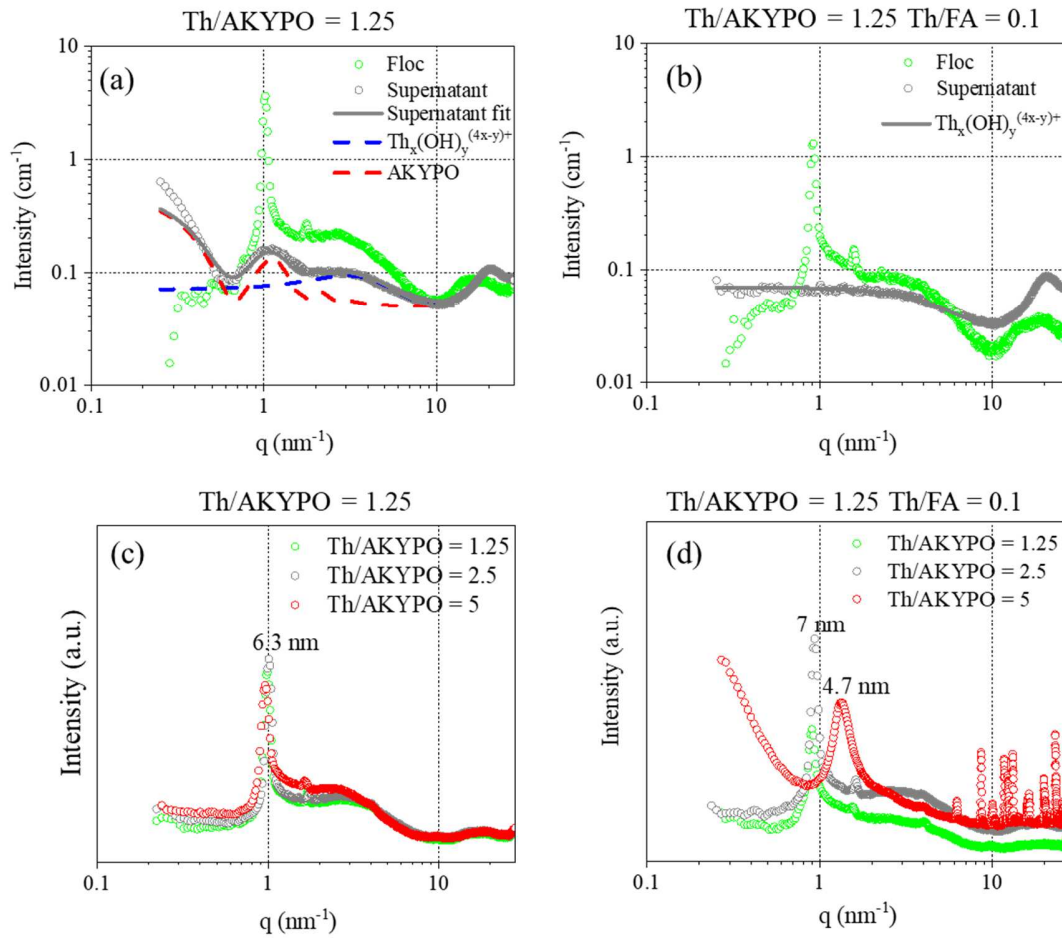 Th/AKYPO = 1.25
(a)
Floc
Supernatant
Supernatant fit
Thₓ(OH)ᵧ⁽⁴ˣ⁻ʸ⁾⁺
AKYPO
Intensity (cm⁻¹)
10
1
0.1
0.01
0.1
1
10
q (nm⁻¹)
Th/AKYPO = 1.25 Th/FA = 0.1
(b)
Floc
Supernatant
Thₓ(OH)ᵧ⁽⁴ˣ⁻ʸ⁾⁺
Intensity (cm⁻¹)
10
1
0.1
0.01
0.1
1
10
q (nm⁻¹)
Th/AKYPO = 1.25
(c)
Th/AKYPO = 1.25
Th/AKYPO = 2.5
Th/AKYPO = 5
6.3 nm
Intensity (a.u.)
0.1
1
10
q (nm⁻¹)
Th/AKYPO = 1.25 Th/FA = 0.1
(d)
Th/AKYPO = 1.25
Th/AKYPO = 2.5
Th/AKYPO = 5
7 nm
4.7 nm
Intensity (a.u.)
0.1
1
10
q (nm⁻¹)